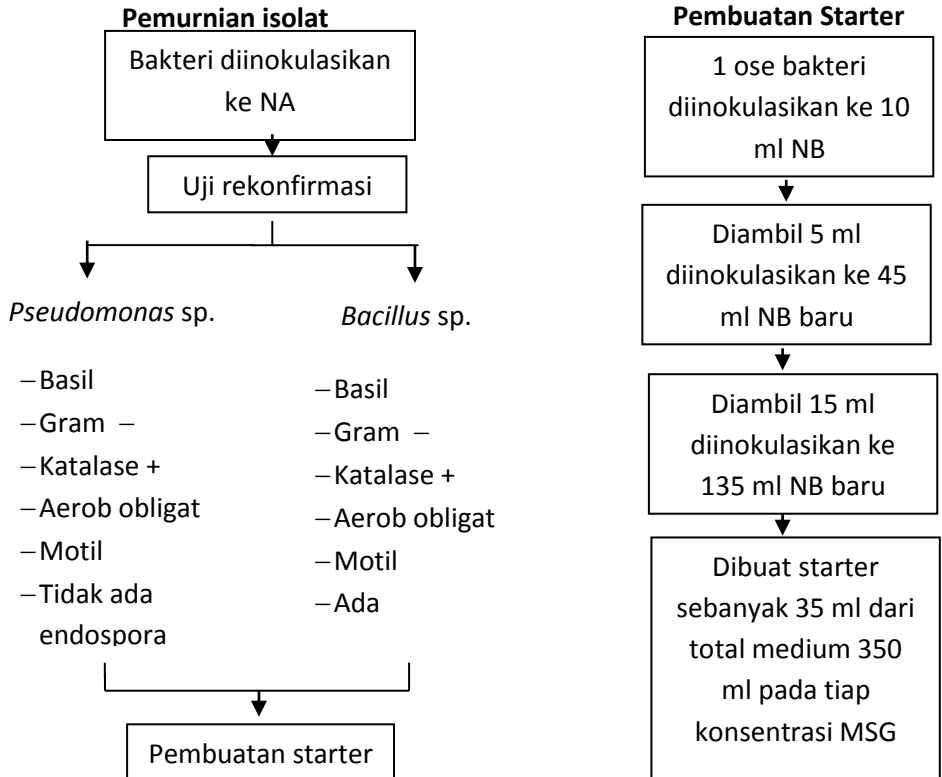 Pemurnian isolat
Bakteri diinokulasikan
ke NA
Uji rekonfirmasi
Pseudomonas sp.
−Basil
−Gram −
−Katalase +
−Aerob obligat
−Motil
−Tidak ada
endospora
Bacillus sp.
−Basil
−Gram −
−Katalase +
−Aerob obligat
−Motil
−Ada
Pembuatan starter
Pembuatan Starter
1 ose bakteri
diinokulasikan ke 10
ml NB
Diambil 5 ml
diinokulasikan ke 45
ml NB baru
Diambil 15 ml
diinokulasikan ke
135 ml NB baru
Dibuat starter
sebanyak 35 ml dari
total medium 350
ml pada tiap
konsentrasi MSG